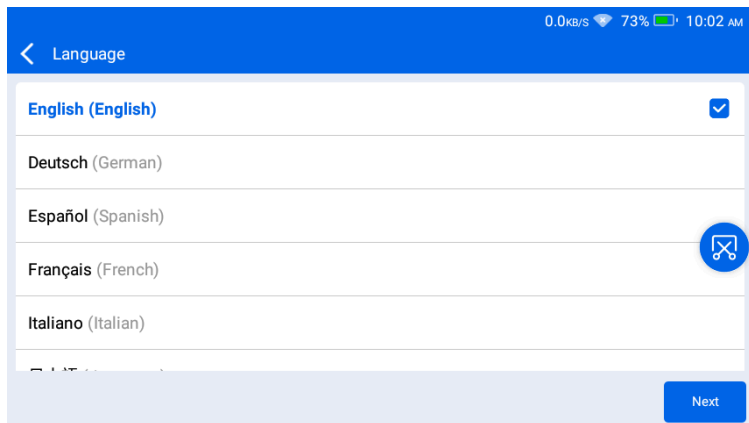 0.0KB/S 73% 10:02 AM
Language
English (English)
Deutsch (German)
Español (Spanish)
Français (French)
Italiano (Italian)
Next